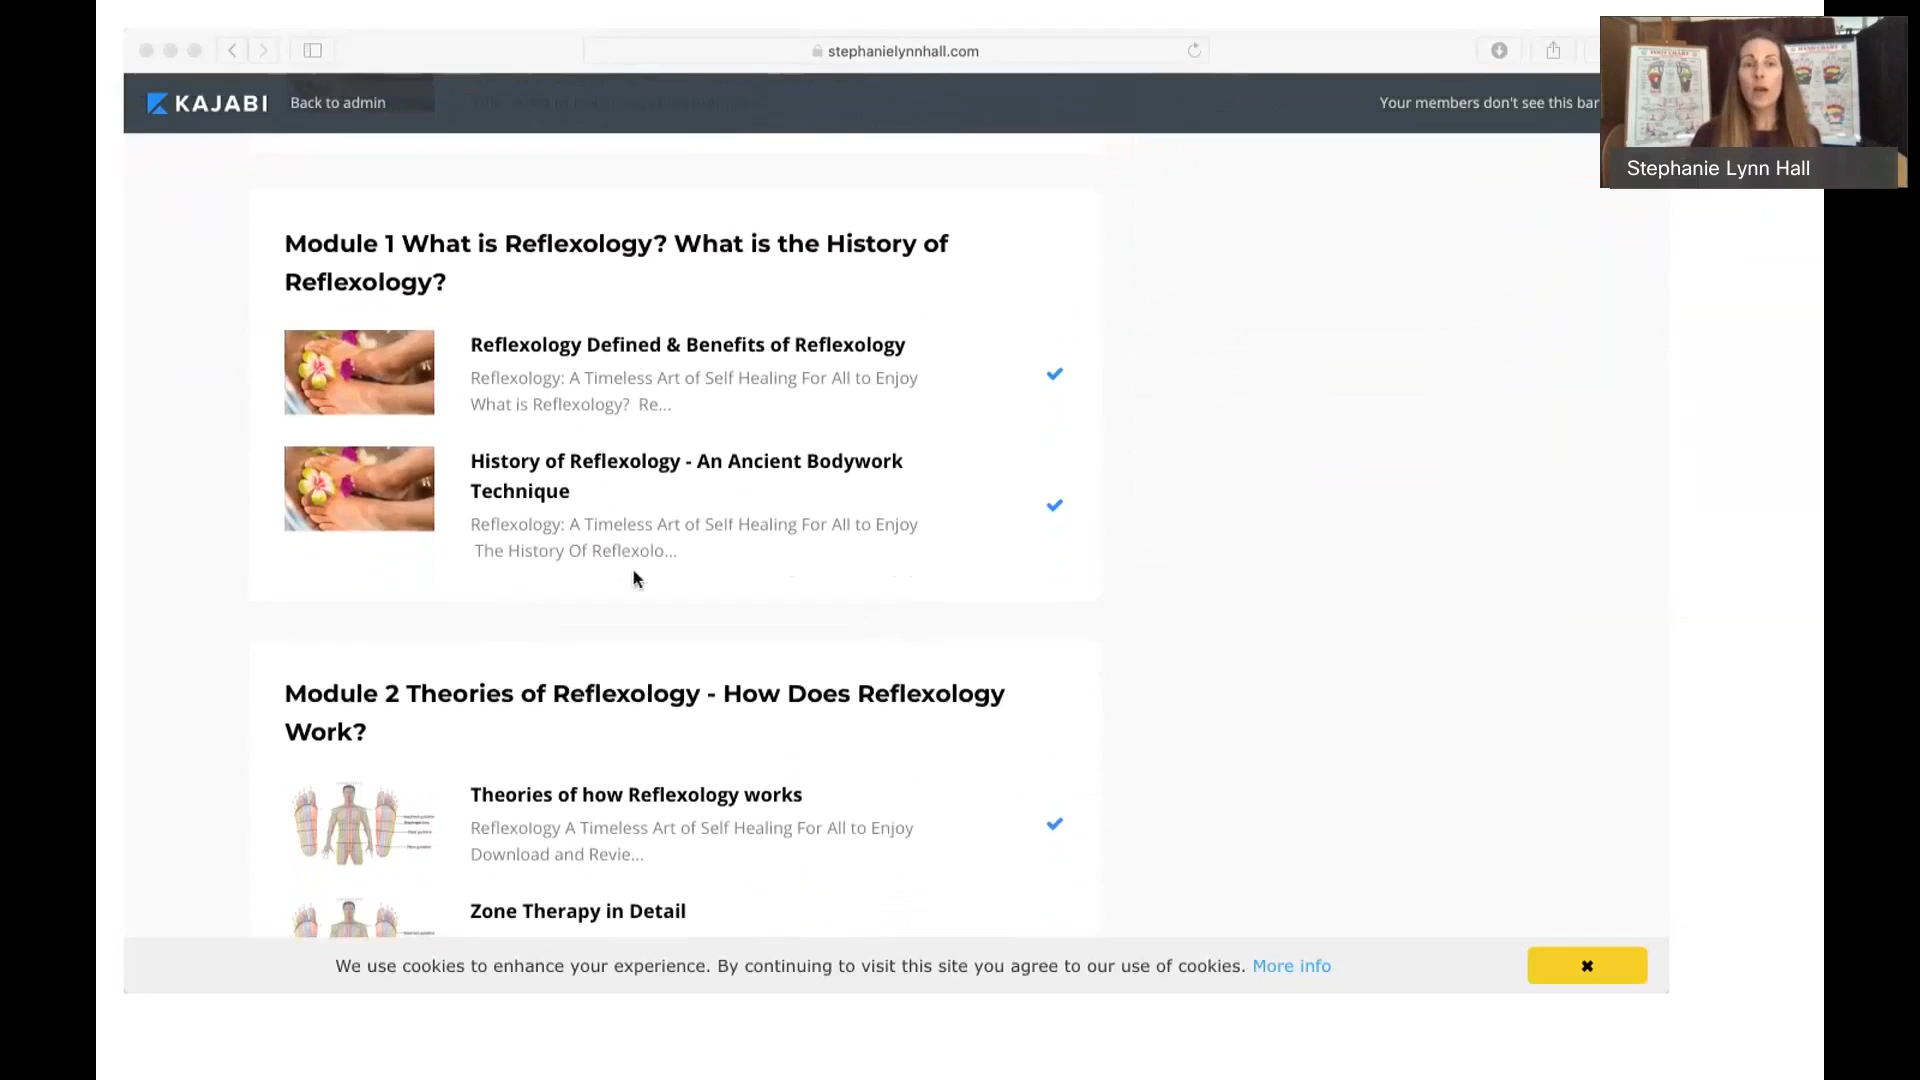 stephanielynnhall.com
KAJABI Back to admin
Your members don't see this bar
Stephanie Lynn Hall
Module 1 What is Reflexology? What is the History of
Reflexology?
Reflexology Defined & Benefits of Reflexology
Reflexology: A Timeless Art of Self Healing For All to Enjoy
What is Reflexology?  Re...
History of Reflexology - An Ancient Bodywork
Technique
Reflexology: A Timeless Art of Self Healing For All to Enjoy
The History Of Reflexolo...
Module 2 Theories of Reflexology - How Does Reflexology
Work?
Theories of how Reflexology works
Reflexology A Timeless Art of Self Healing For All to Enjoy
Download and Revie...
Zone Therapy in Detail
We use cookies to enhance your experience. By continuing to visit this site you agree to our use of cookies. More info